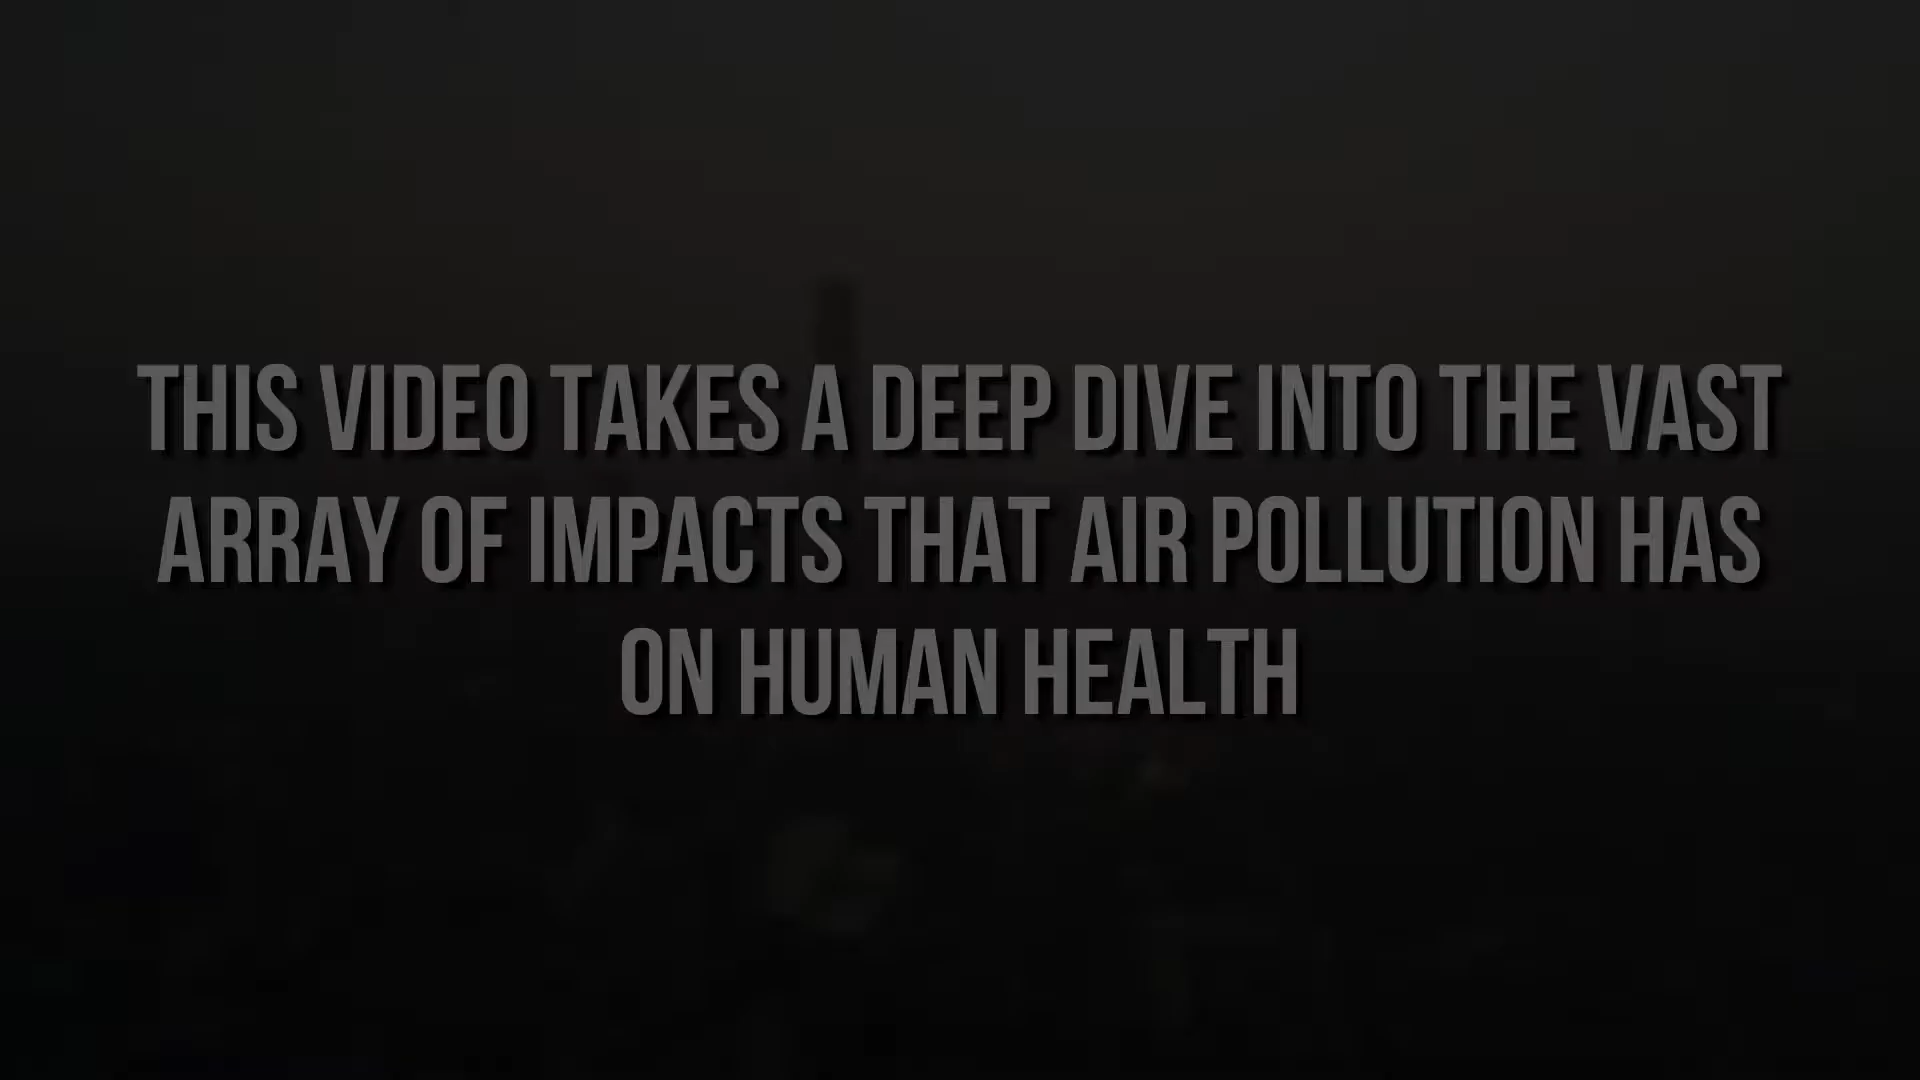 THIS VIDEO TAKES A DEEP DIVE INTO THE VAST
ARRAY OF IMPACTS THAT AIR POLLUTION HAS
ON HUMAN HEALTH